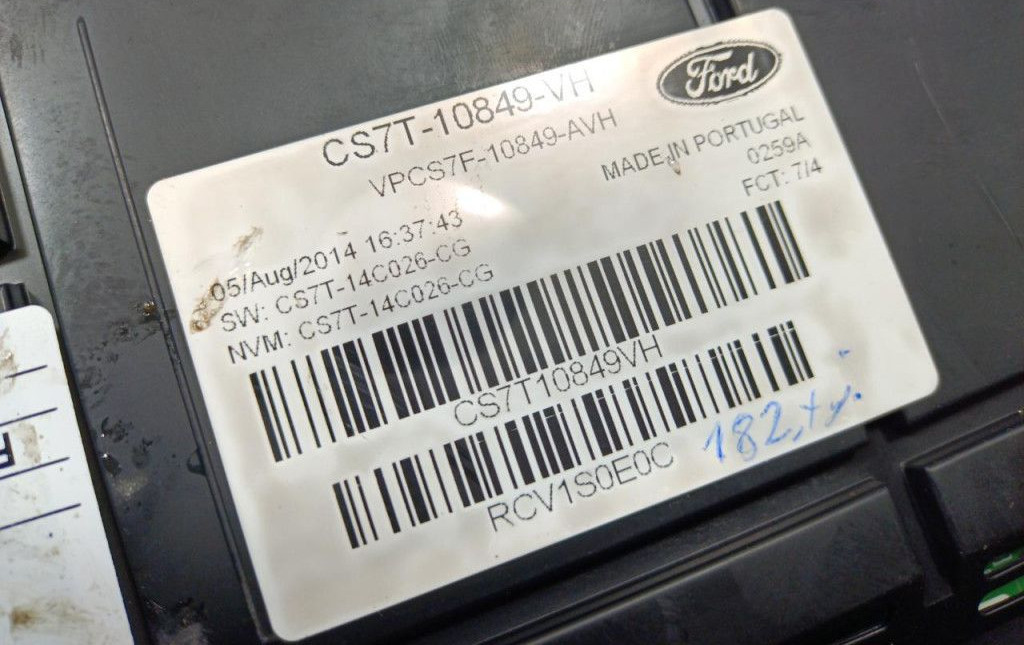 Ford
CS7T-10849-VH
VPCS7F-10849-AVH
MADE IN PORTUGAL
0259A
FCT: 7/4
05/Aug/2014 16:37:43
SW: CS7T-14C026-CG
NVM: CS7T-14C026-CG
CS7T10849VH
RCV1S0E0C
182,ty.